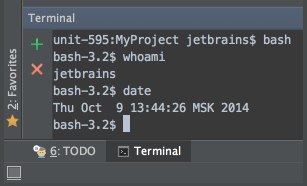 Terminal
unit-595:MyProject jetbrains$ bash
bash-3.2$ whoami
jetbrains
bash-3.2$ date
Thu Oct  9 13:44:26 MSK 2014
bash-3.2$
2: Favorites
6: TODO
Terminal